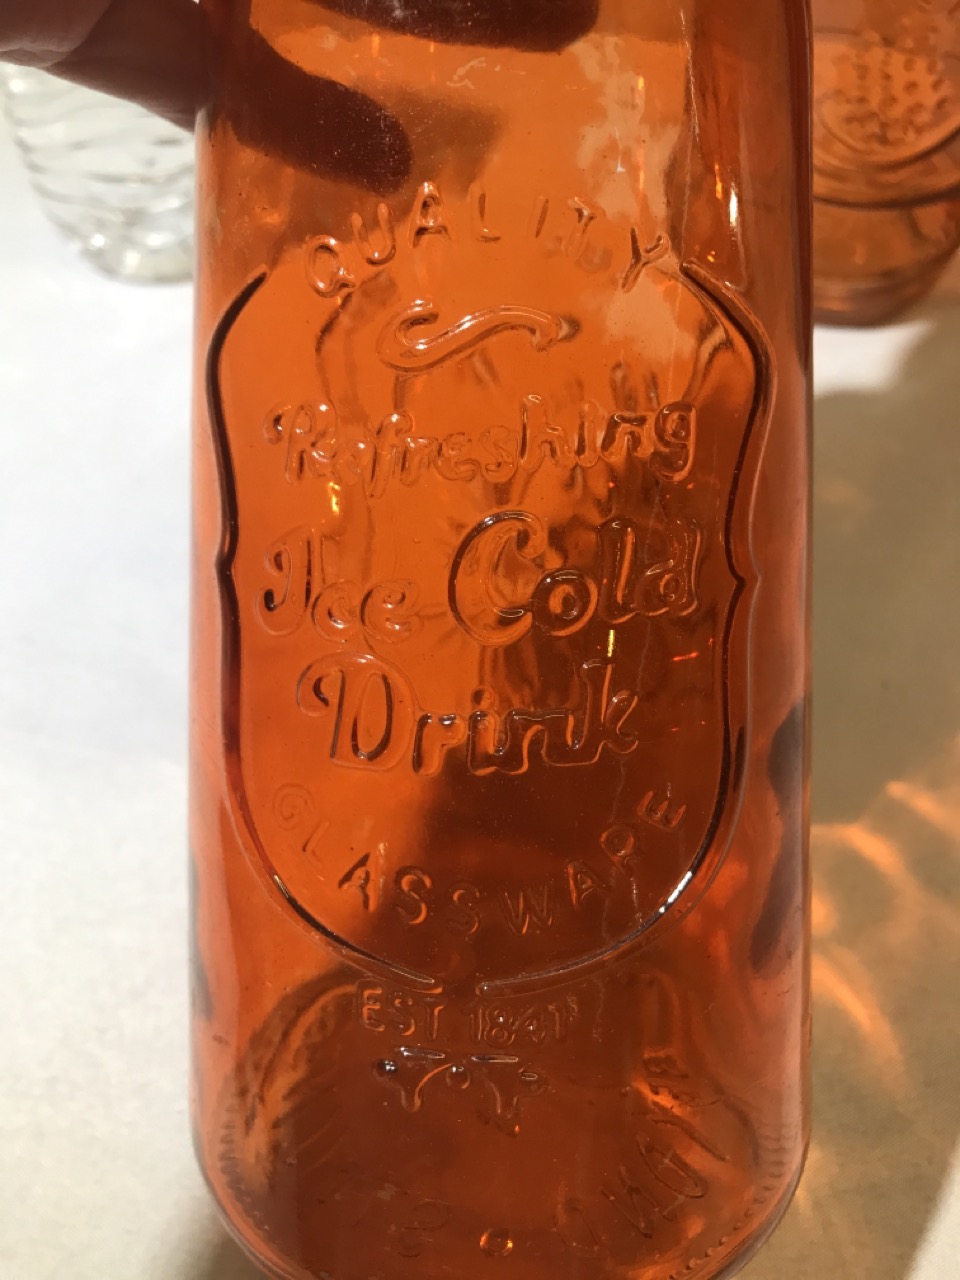 QUALITY
Refreshing
Ice Cold
Drink
GLASSWARE
EST 1841